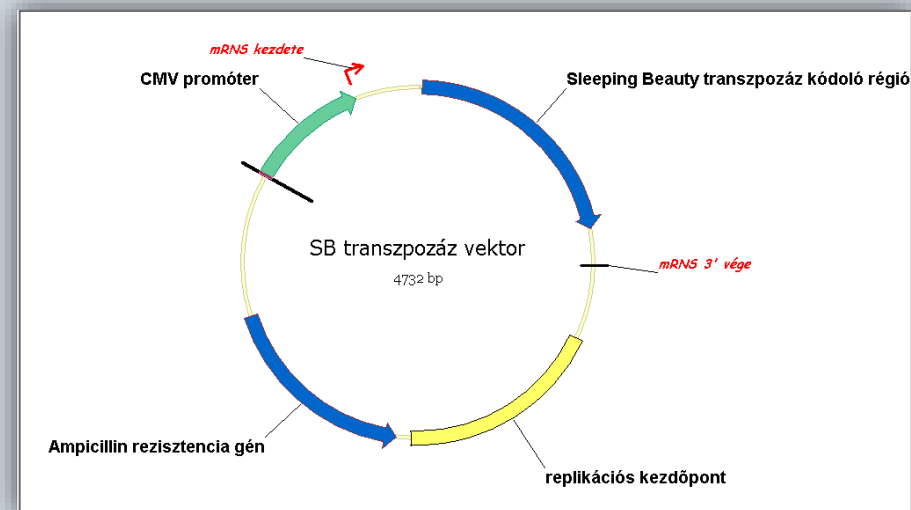 mRNS kezdete
CMV promóter
Sleeping Beauty transzpozáz kódoló régió
SB transzpozáz vektor
4732 bp
mRNS 3' vége
Ampicillin rezisztencia gén
replikációs kezdõpont